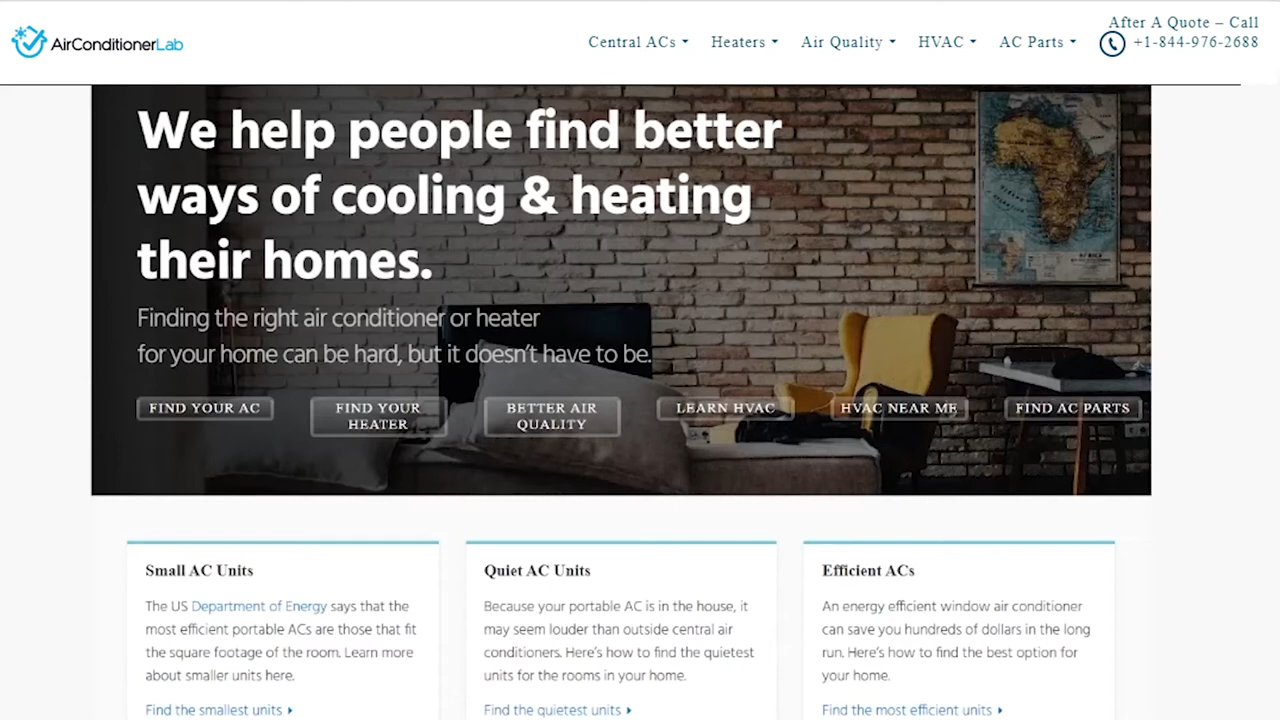 AirConditionerLab
Central ACs
Heaters
Air Quality
HVAC
AC Parts
After A Quote – Call
+1-844-976-2688
We help people find better
ways of cooling & heating
their homes.
Finding the right air conditioner or heater
for your home can be hard, but it doesn't have to be.
FIND YOUR AC
FIND YOUR
HEATER
BETTER AIR
QUALITY
LEARN HVAC
HVAC NEAR ME
FIND AC PARTS
Small AC Units
The US Department of Energy says that the
most efficient portable ACs are those that fit
the square footage of the room. Learn more
about smaller units here.
Find the smallest units
Quiet AC Units
Because your portable AC is in the house, it
may seem louder than outside central air
conditioners. Here's how to find the quietest
units for the rooms in your home.
Find the quietest units
Efficient ACs
An energy efficient window air conditioner
can save you hundreds of dollars in the long
run. Here's how to find the best option for
your home.
Find the most efficient units